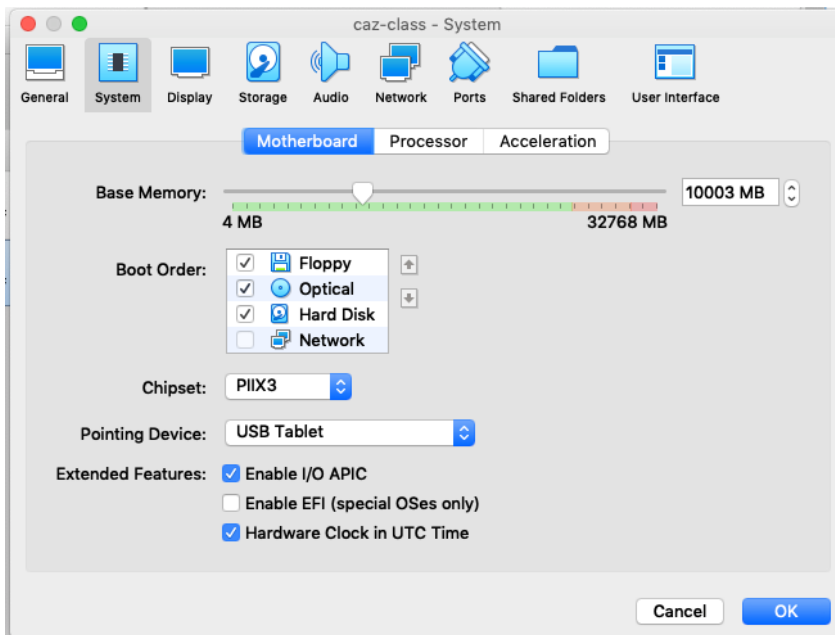 caz-class - System
General System Display Storage Audio Network Ports Shared Folders User Interface
Motherboard Processor Acceleration
Base Memory: 10003 MB
4 MB 32768 MB
Boot Order: Floppy
Optical
Hard Disk
Network
Chipset: PIIX3
Pointing Device: USB Tablet
Extended Features: Enable I/O APIC
Enable EFI (special OSes only)
Hardware Clock in UTC Time
Cancel OK